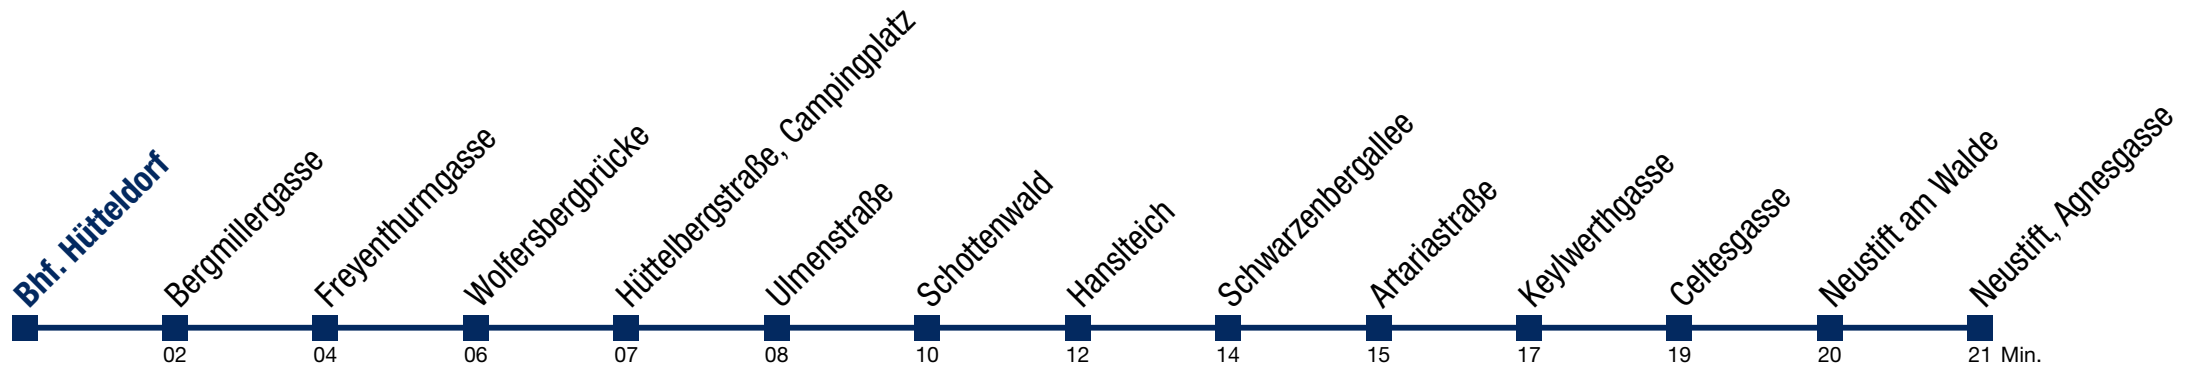 Bhf. Hütteldorf
Bergmillergasse
Freyenthurmgasse
Wolfersbergbrücke
Hüttelbergstraße, Campingplatz
Ulmenstraße
Schottenwald
Hanslteich
Schwarzenbergallee
Artariastraße
Keylwerthgasse
Celtesgasse
Neustift am Walde
Neustift, Agnesgasse
02 04 06 07 08 10 12 14 15 17 19 20 21 Min.